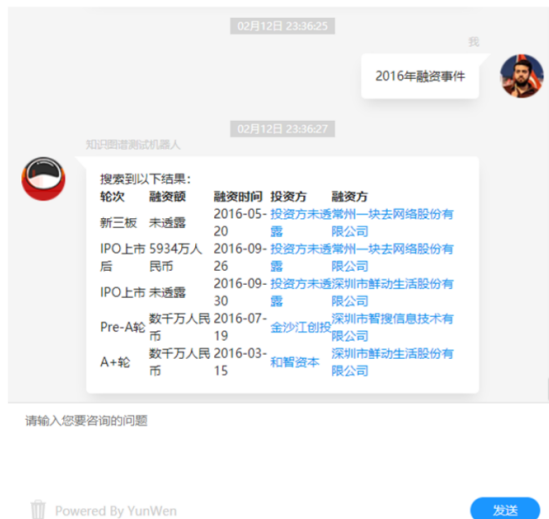 02月12日 23:36:25
我
2016年融资事件
02月12日 23:36:27
知识图谱测试机器人
搜索到以下结果：
轮次 融资额 融资时间 投资方 融资方
新三板 未透露 2016-05-20 投资方未透露 常州一块去网络股份有限公司
IPO上市后 5934万人民币 2016-09-26 投资方未透露 常州一块去网络股份有限公司
IPO上市 未透露 2016-09-30 投资方未透露 深圳市鲜动生活股份有限公司
Pre-A轮 数千万人民币 2016-07-19 金沙江创投 深圳市智搜信息技术有限公司
A+轮 数千万人民币 2016-03-15 和智资本 深圳市鲜动生活股份有限公司
请输入您要咨询的问题
Powered By YunWen
发送